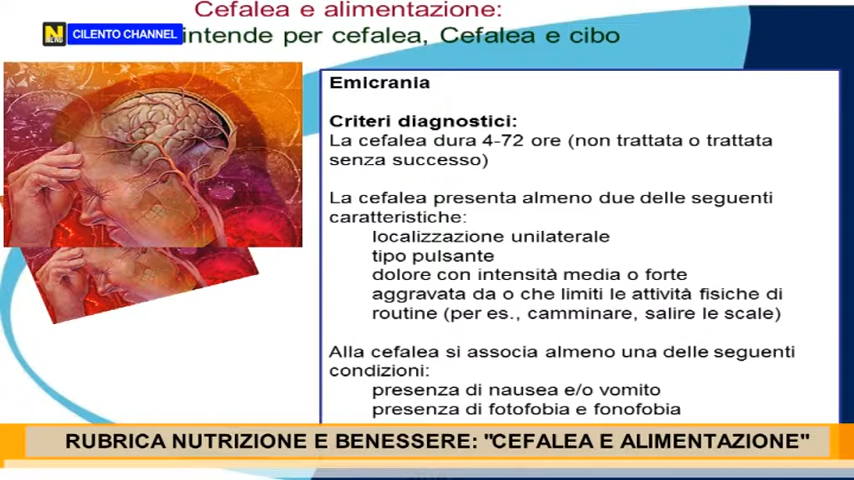 Cefalea e alimentazione:
CILENTO CHANNEL
intende per cefalea, Cefalea e cibo
Emicrania
Criteri diagnostici:
La cefalea dura 4-72 ore (non trattata o trattata
senza successo)
La cefalea presenta almeno due delle seguenti
caratteristiche:
localizzazione unilaterale
tipo pulsante
dolore con intensità media o forte
aggravata da o che limiti le attività fisiche di
routine (per es., camminare, salire le scale)
Alla cefalea si associa almeno una delle seguenti
condizioni:
presenza di nausea e/o vomito
presenza di fotofobia e fonofobia
RUBRICA NUTRIZIONE E BENESSERE: "CEFALEA E ALIMENTAZIONE"